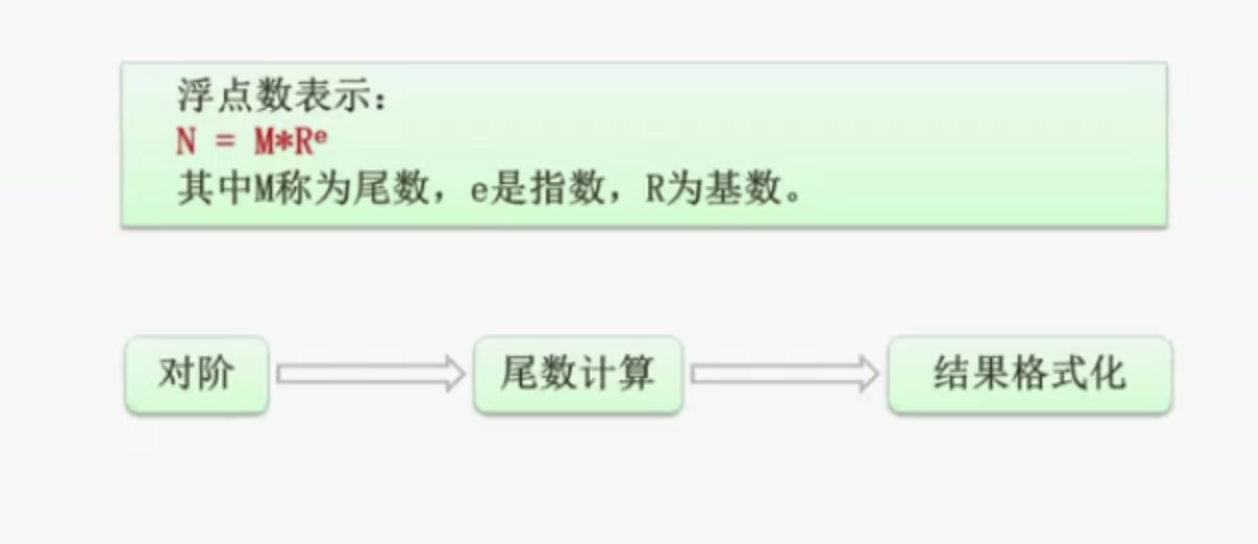 浮点数表示:
N = M*Rᵉ
其中M称为尾数，e是指数，R为基数。
对阶
尾数计算
结果格式化